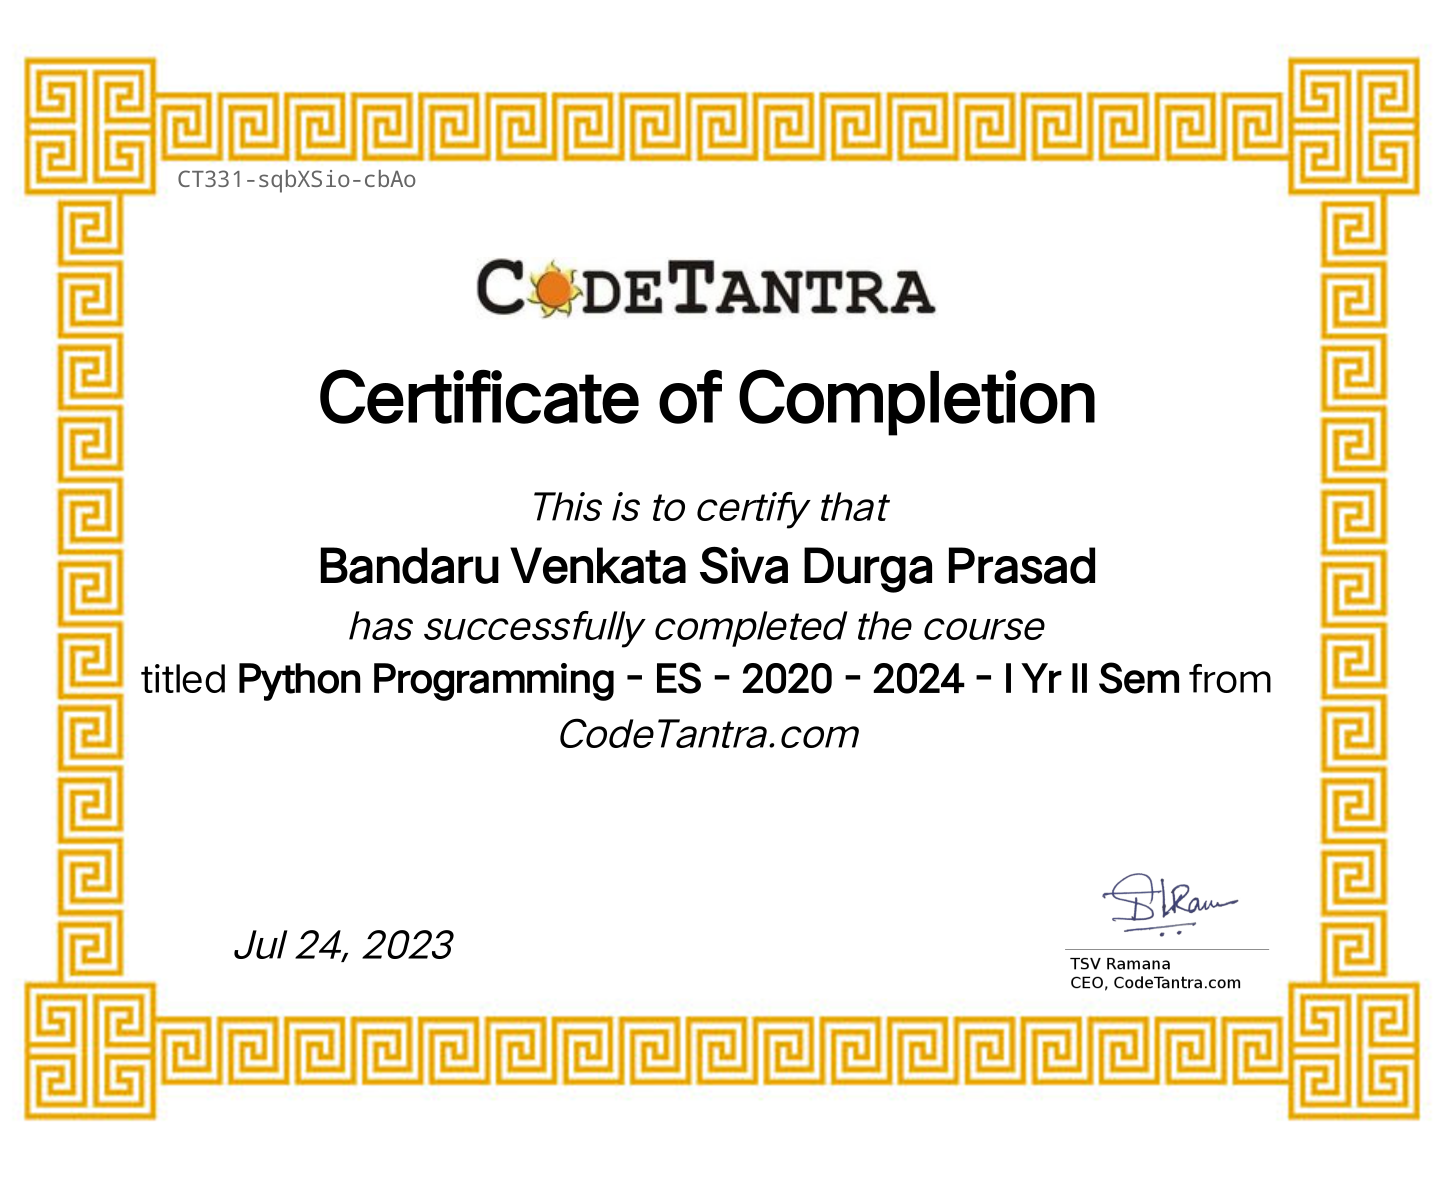 CT331-sqbXSio-cbAo
CODETANTRA
Certificate of Completion
This is to certify that
Bandaru Venkata Siva Durga Prasad
has successfully completed the course
titled Python Programming - ES - 2020 - 2024 - I Yr II Sem from
CodeTantra.com
Jul 24, 2023
TSV Ramana
CEO, CodeTantra.com